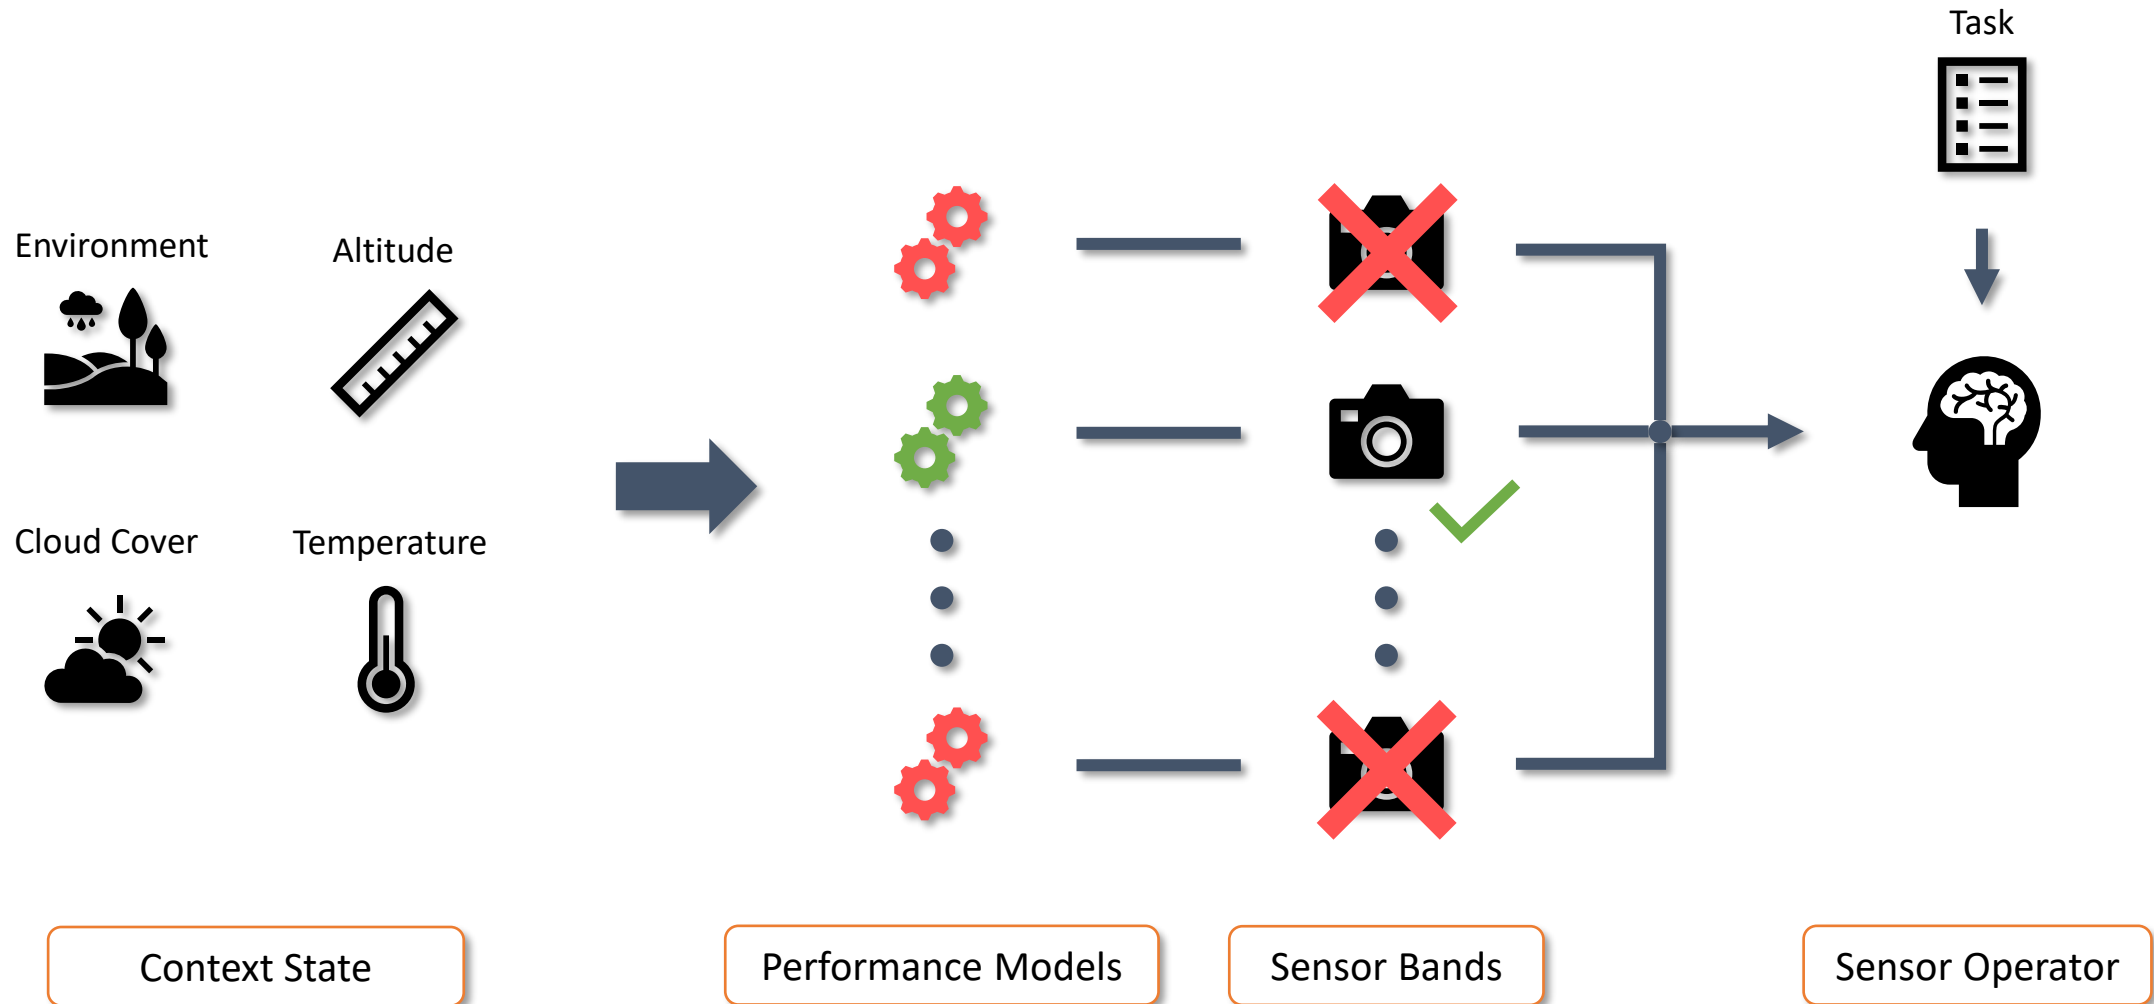 Task
Environment
Altitude
Cloud Cover
Temperature
Context State
Performance Models
Sensor Bands
Sensor Operator